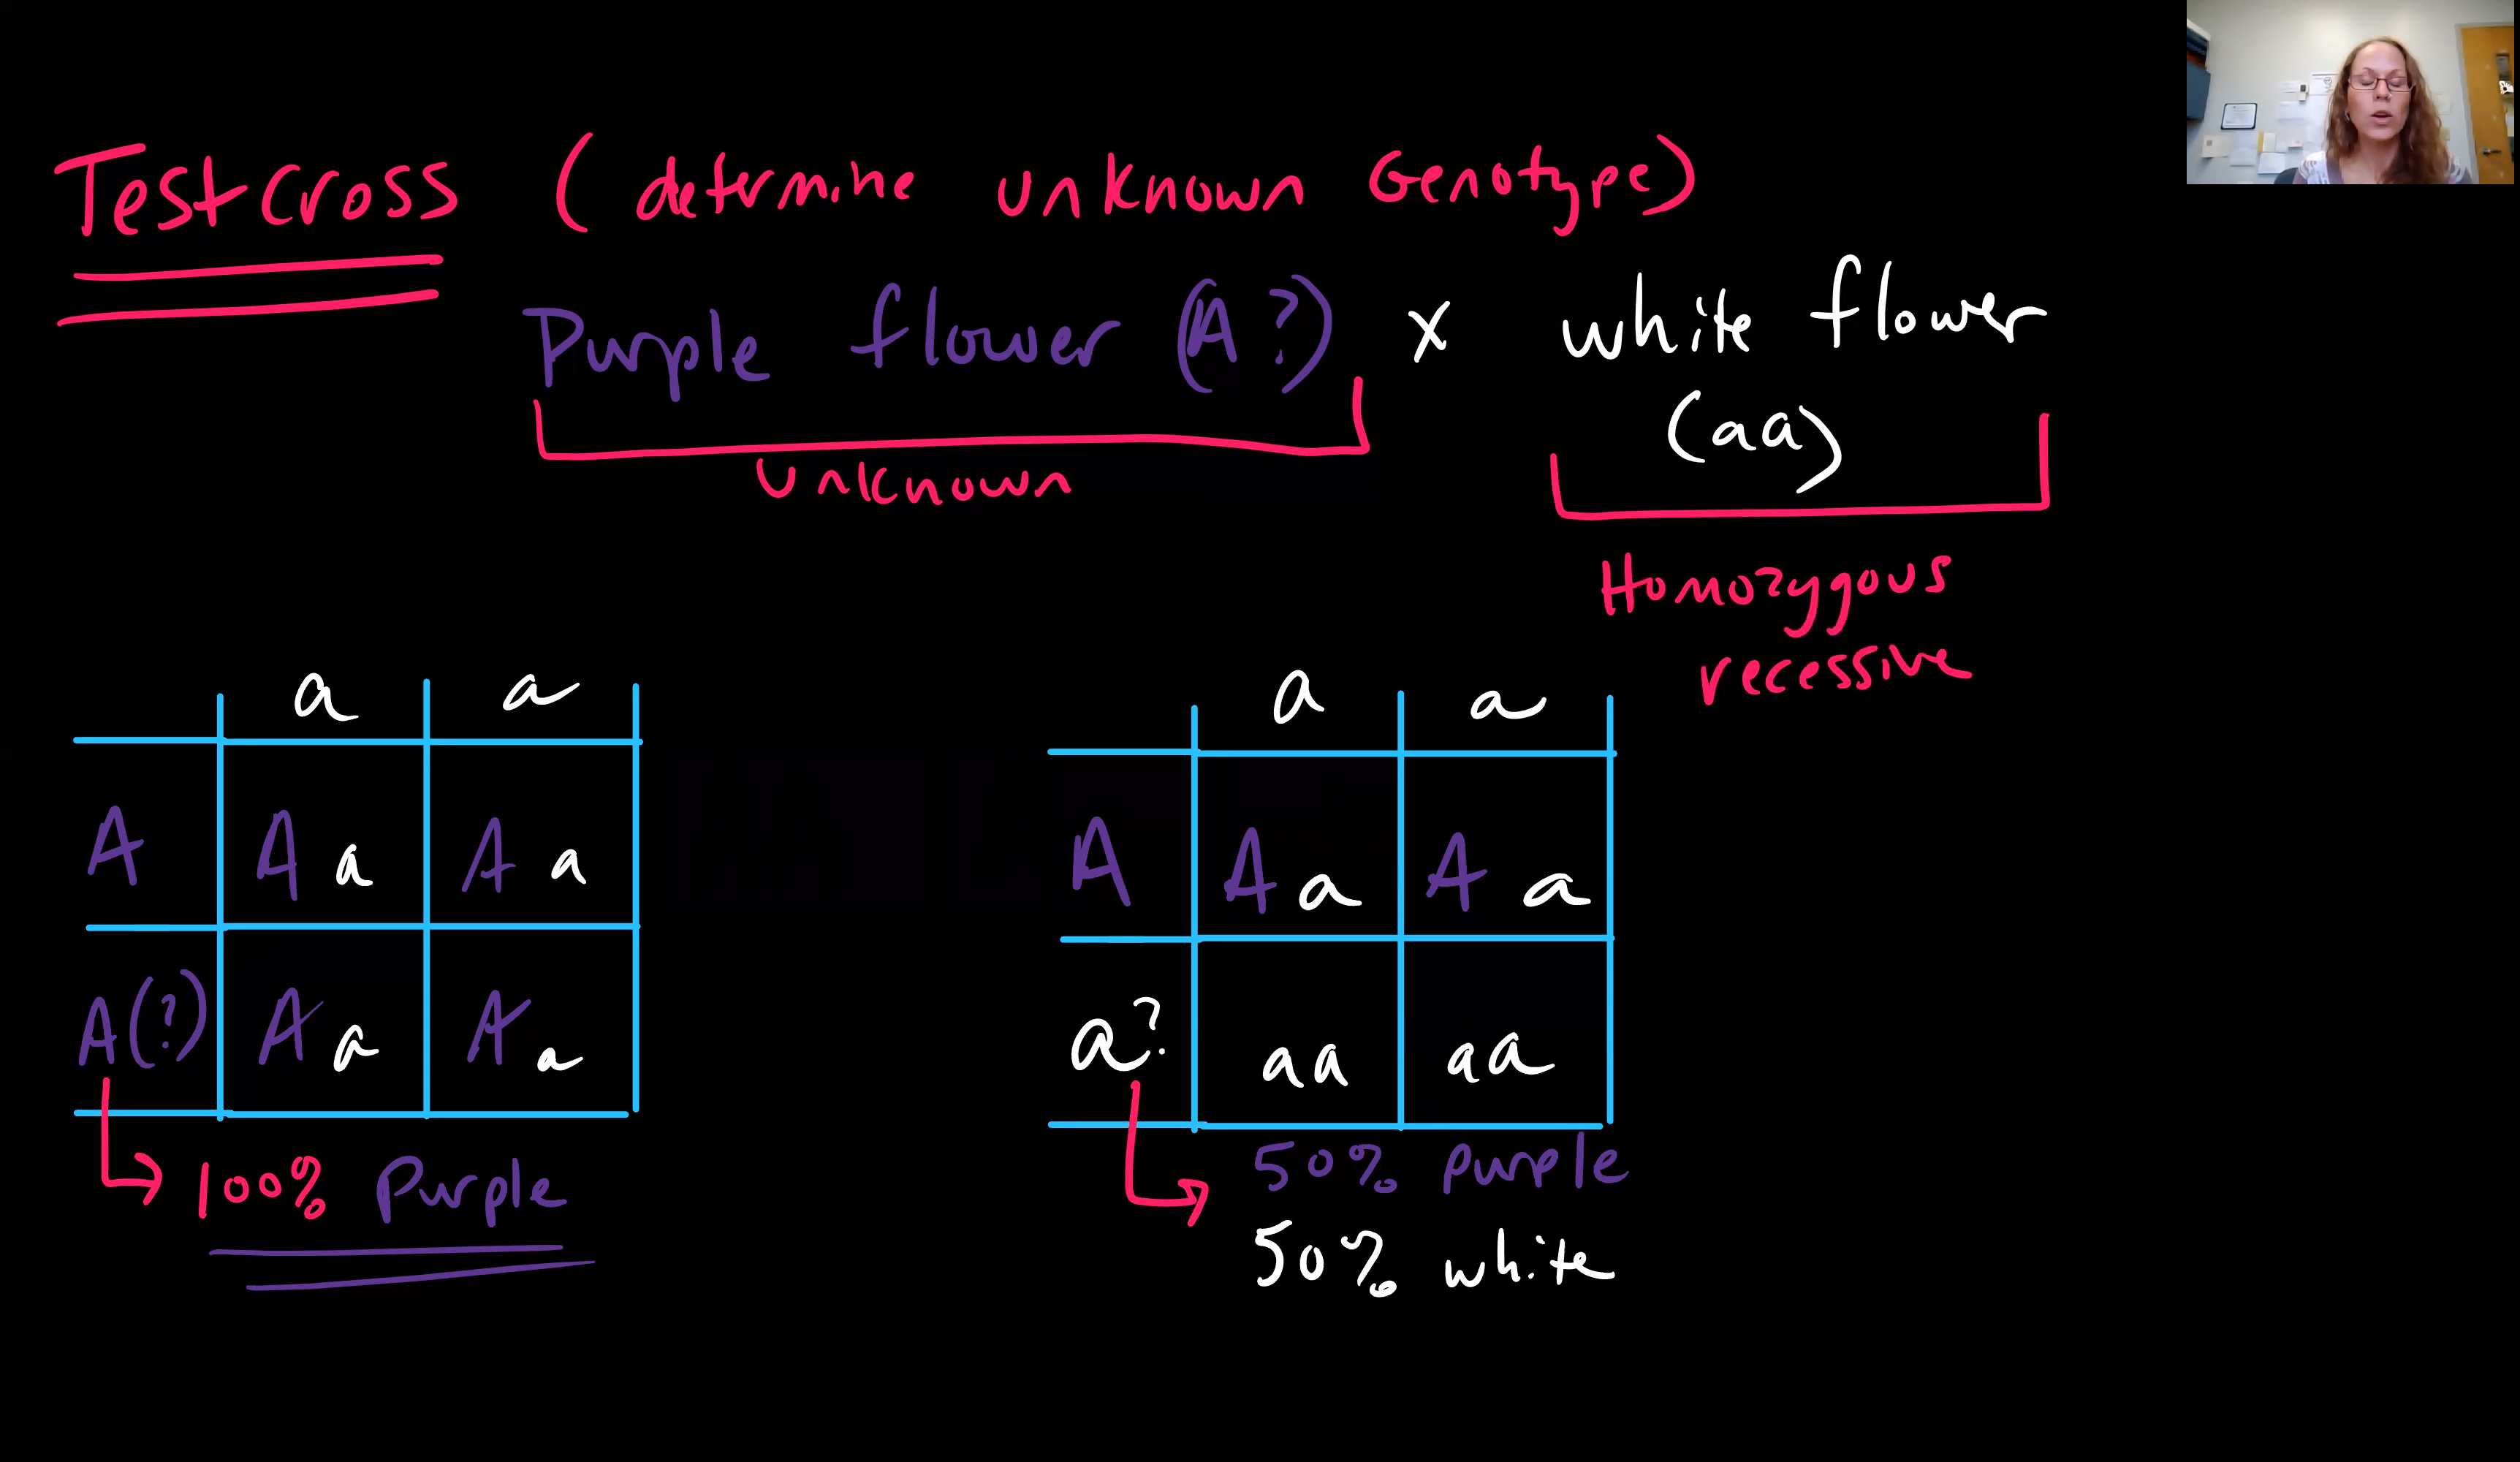 Testcross (determine unknown Genotype)
Purple flower (A?) x white flower
(aa)
unknown
Homozygous
recessive
a a
A Aa Aa
A(?) Aa Aa
100% Purple
a a
A Aa Aa
a? aa aa
50% purple
50% white